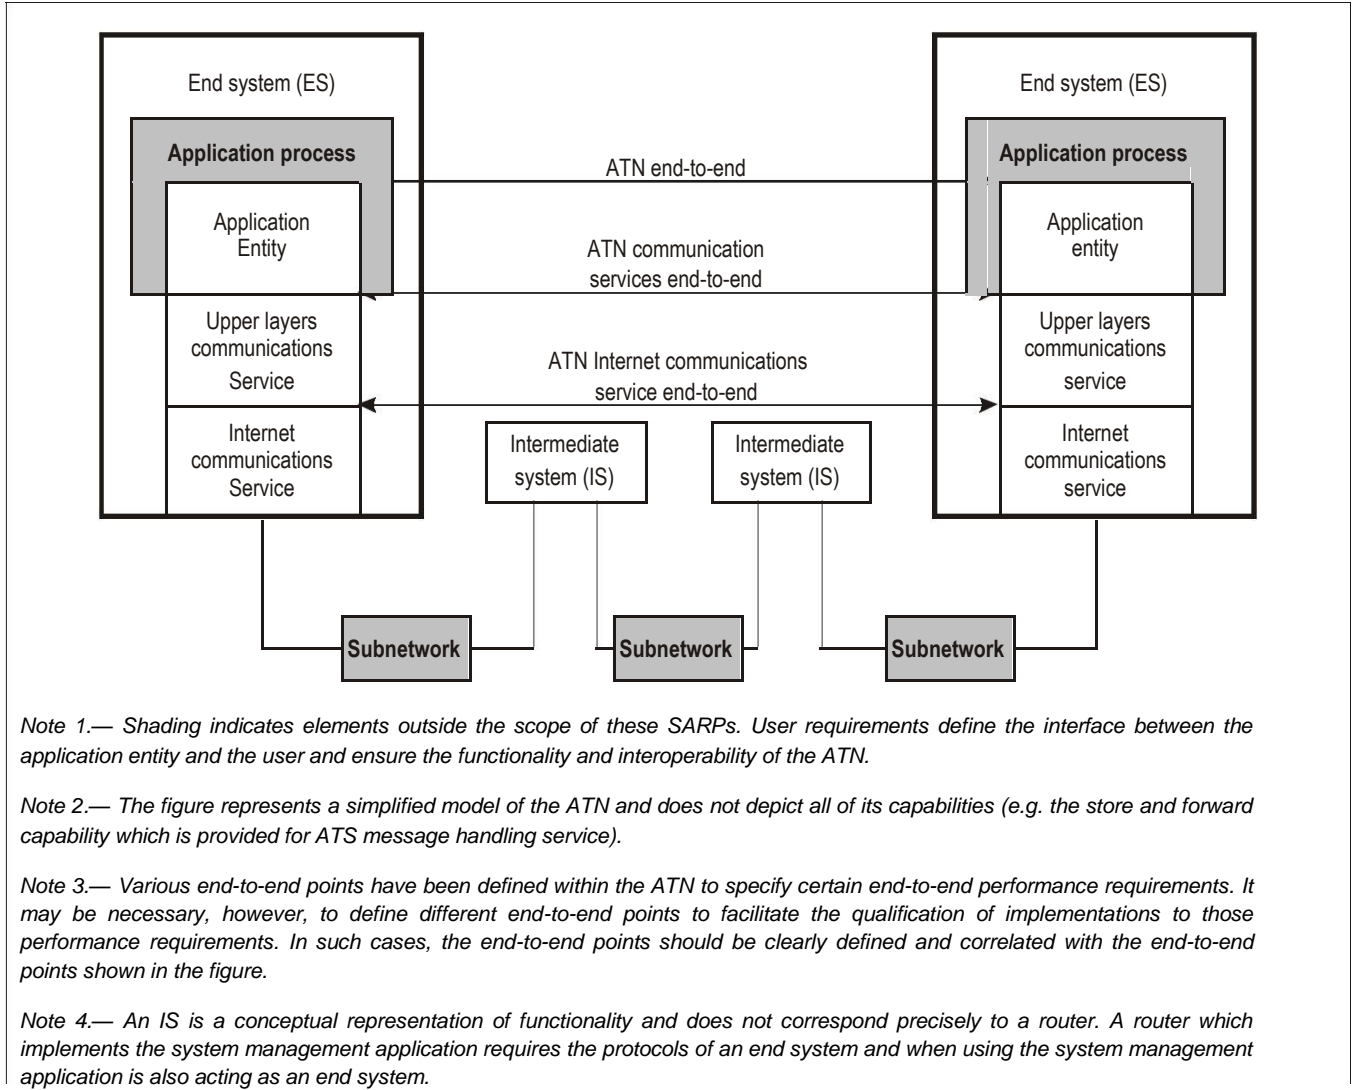 End system (ES)
Application process
Application
Entity
Upper layers
communications
Service
Internet
communications
Service
ATN end-to-end
ATN communication
services end-to-end
ATN Internet communications
service end-to-end
Intermediate
system (IS)
Intermediate
system (IS)
End system (ES)
Application process
Application
entity
Upper layers
communications
service
Internet
communications
service
Subnetwork
Subnetwork
Subnetwork
Note 1.— Shading indicates elements outside the scope of these SARPs. User requirements define the interface between the
application entity and the user and ensure the functionality and interoperability of the ATN.
Note 2.— The figure represents a simplified model of the ATN and does not depict all of its capabilities (e.g. the store and forward
capability which is provided for ATS message handling service).
Note 3.— Various end-to-end points have been defined within the ATN to specify certain end-to-end performance requirements. It
may be necessary, however, to define different end-to-end points to facilitate the qualification of implementations to those
performance requirements. In such cases, the end-to-end points should be clearly defined and correlated with the end-to-end
points shown in the figure.
Note 4.— An IS is a conceptual representation of functionality and does not correspond precisely to a router. A router which
implements the system management application requires the protocols of an end system and when using the system management
application is also acting as an end system.